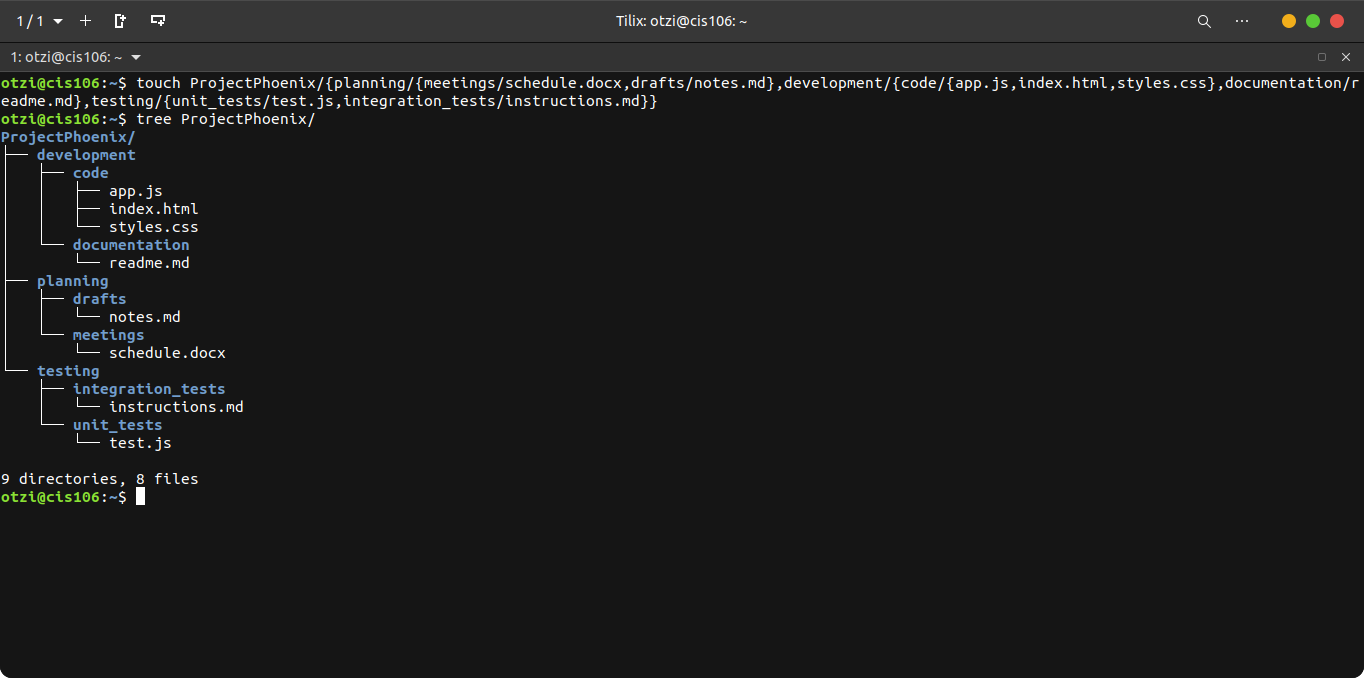 1 / 1
Tilix: otzi@cis106: ~
1: otzi@cis106: ~
otzi@cis106:~$ touch ProjectPhoenix/{planning/{meetings/schedule.docx,drafts/notes.md},development/{code/{app.js,index.html,styles.css},documentation/r
eadme.md},testing/{unit_tests/test.js,integration_tests/instructions.md}}
otzi@cis106:~$ tree ProjectPhoenix/
ProjectPhoenix/
├── development
│   ├── code
│   │   ├── app.js
│   │   ├── index.html
│   │   └── styles.css
│   └── documentation
│       └── readme.md
├── planning
│   ├── drafts
│   │   └── notes.md
│   └── meetings
│       └── schedule.docx
└── testing
    ├── integration_tests
    │   └── instructions.md
    └── unit_tests
        └── test.js
9 directories, 8 files
otzi@cis106:~$